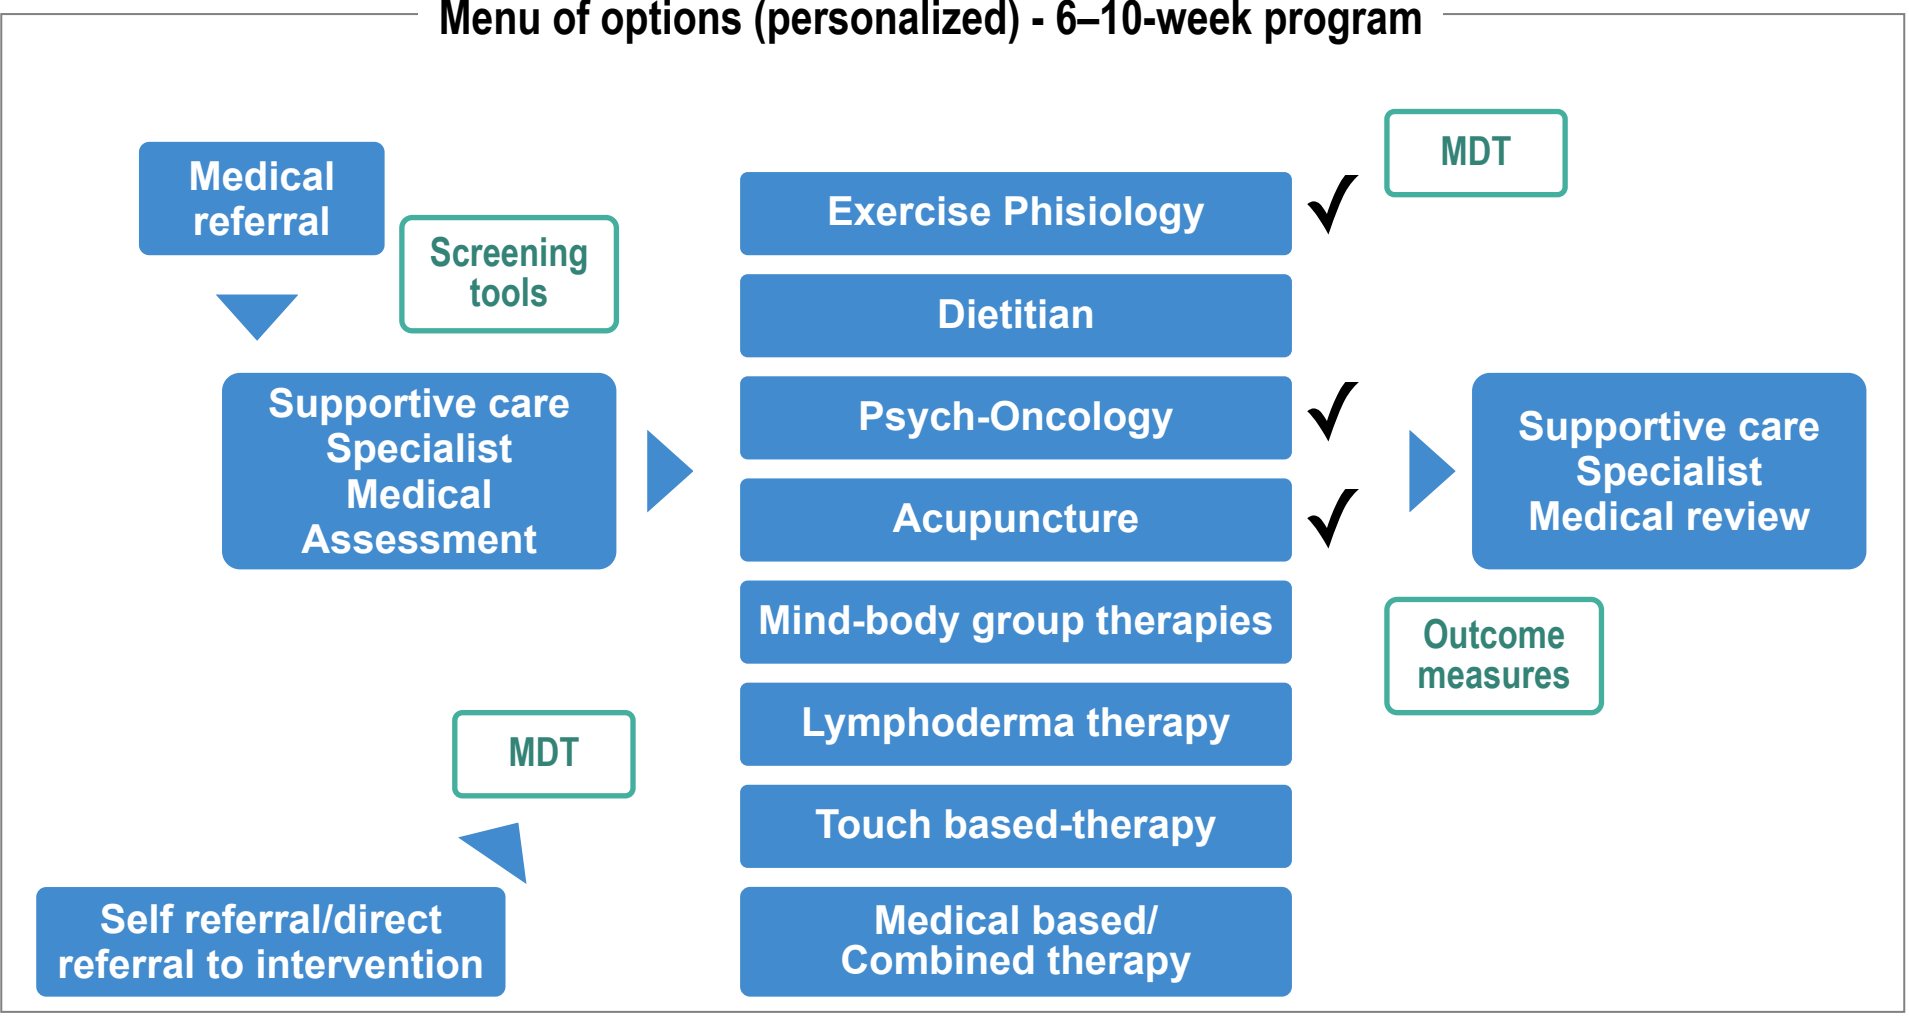 Menu of options (personalized) - 6–10-week program
Medical
referral
Screening
tools
Supportive care
Specialist
Medical
Assessment
MDT
Self referral/direct
referral to intervention
Exercise Phisiology
Dietitian
Psych-Oncology
Acupuncture
Mind-body group therapies
Lymphoderma therapy
Touch based-therapy
Medical based/
Combined therapy
MDT
Supportive care
Specialist
Medical review
Outcome
measures